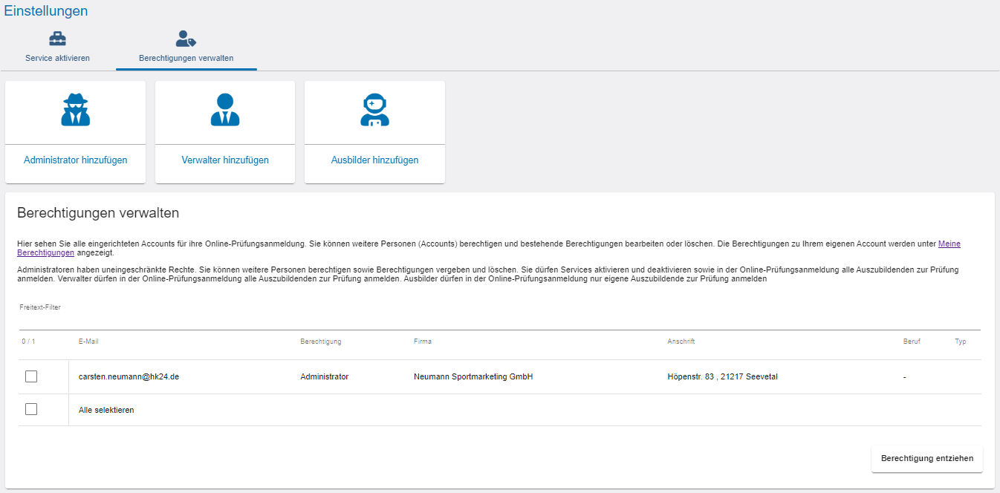 Einstellungen
Service aktivieren
Berechtigungen verwalten
Administrator hinzufügen
Verwalter hinzufügen
Ausbilder hinzufügen
Berechtigungen verwalten
Hier sehen Sie alle eingerichteten Accounts für ihre Online-Prüfungsanmeldung. Sie können weitere Personen (Accounts) berechtigen und bestehende Berechtigungen bearbeiten oder löschen. Die Berechtigungen zu Ihrem eigenen Account werden unter Meine
Berechtigungen angezeigt.
Administratoren haben uneingeschränkte Rechte. Sie können weitere Personen berechtigen sowie Berechtigungen vergeben und löschen. Sie dürfen Services aktivieren und deaktivieren sowie in der Online-Prüfungsanmeldung alle Auszubildenden zur Prüfung
anmelden. Verwalter dürfen in der Online-Prüfungsanmeldung alle Auszubildenden zur Prüfung anmelden. Ausbilder dürfen in der Online-Prüfungsanmeldung nur eigene Auszubildende zur Prüfung anmelden
Freitext-Filter
0 / 1 E-Mail Berechtigung Firma Anschrift Beruf Typ
carsten.neumann@hk24.de Administrator Neumann Sportmarketing GmbH Höpenstr. 83 , 21217 Seevetal -
Alle selektieren
Berechtigung entziehen